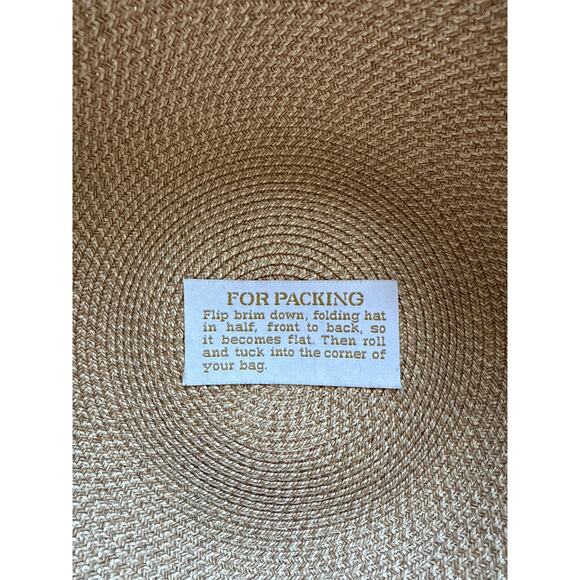 FOR PACKING
Flip brim down, folding hat
in half, front to back, so
it becomes flat. Then roll
and tuck into the corner of
your bag.